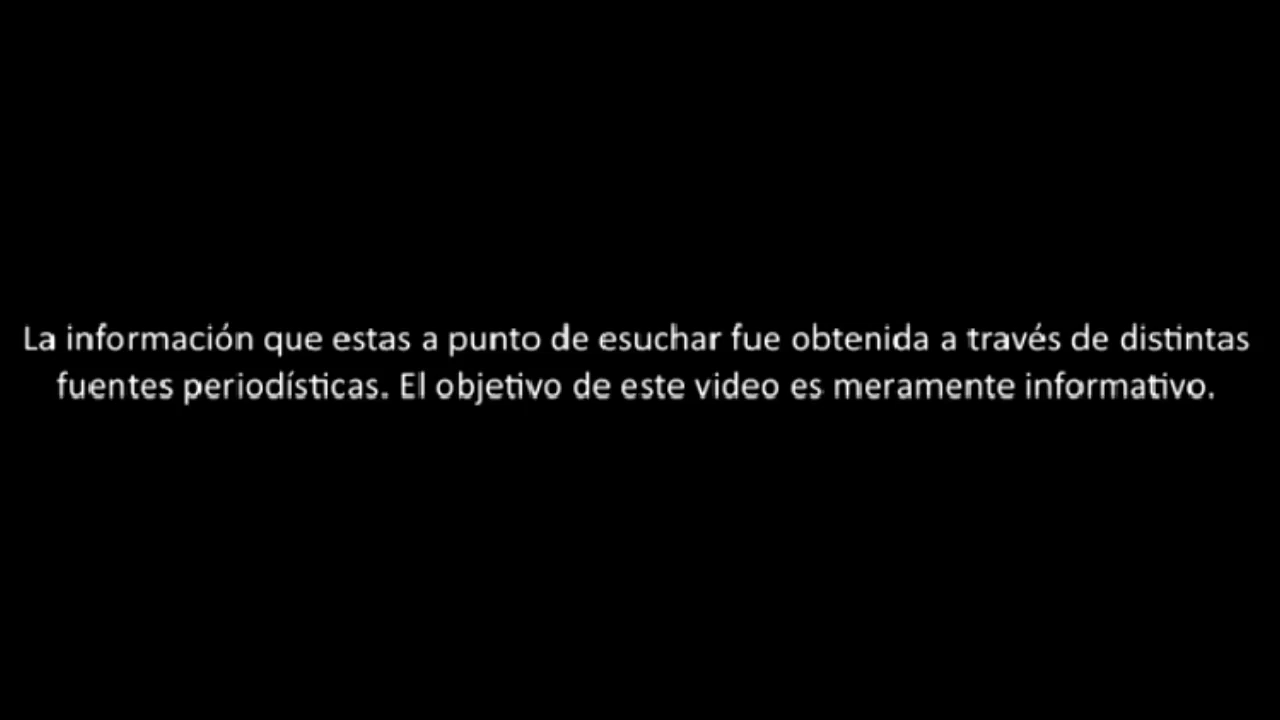 La información que estas a punto de esuchar fue obtenida a través de distintas
fuentes periodísticas. El objetivo de este video es meramente informativo.